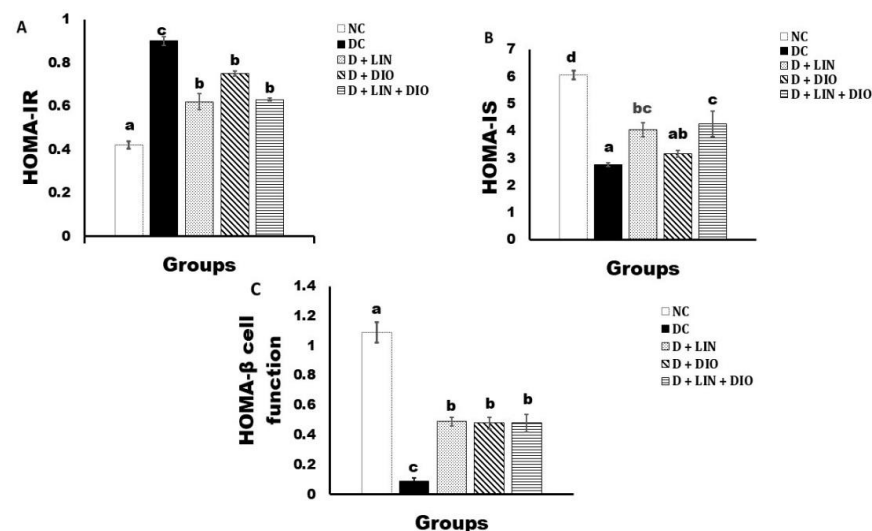 A
HOMA-IR
1
0.8
0.6
0.4
0.2
0
a
c
b
b
b
Groups
NC
DC
D + LIN
D + DIO
D + LIN + DIO
B
HOMA-IS
7
6
5
4
3
2
1
0
d
a
bc
ab
c
Groups
NC
DC
D + LIN
D + DIO
D + LIN + DIO
C
HOMA-β cell
function
1.4
1.2
1
0.8
0.6
0.4
0.2
0
a
c
b
b
b
Groups
NC
DC
D + LIN
D + DIO
D + LIN + DIO